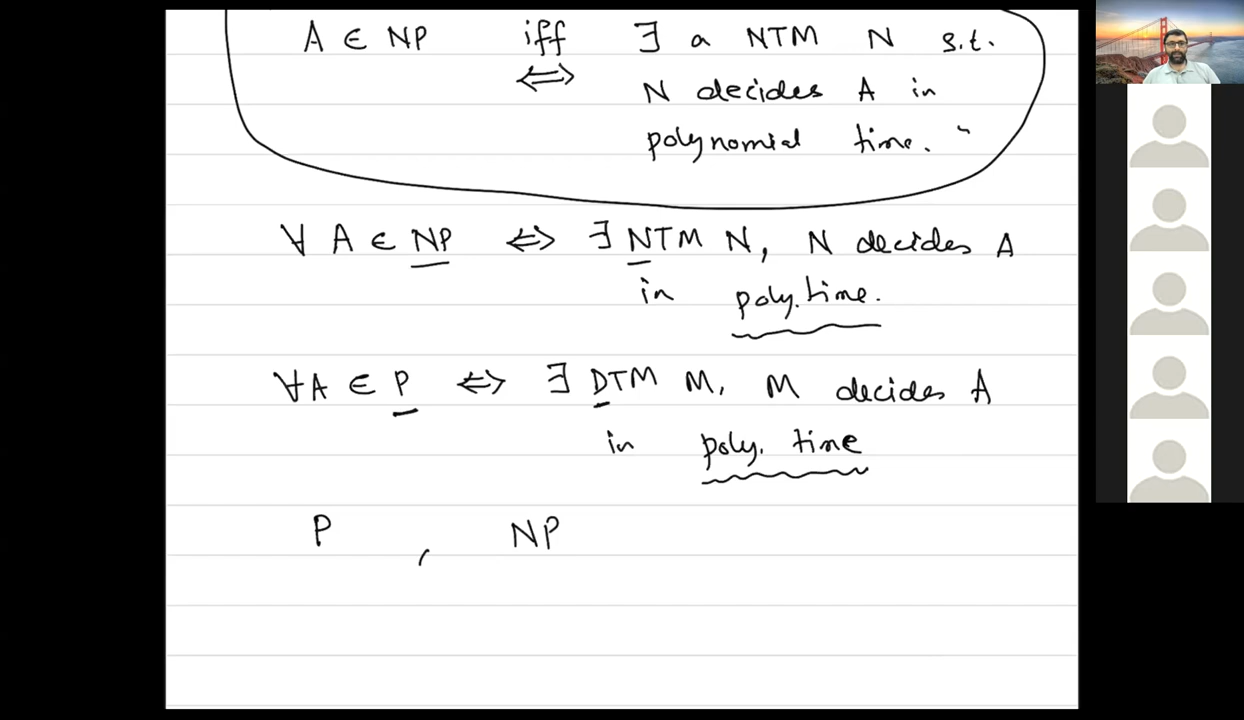 A ∈ NP iff ∃ a NTM N s.t.
⇔ N decides A in
polynomial time.
∀ A ∈ NP ⇔ ∃ NTM N, N decides A
in poly. time.
∀A ∈ P ⇔ ∃ DTM M, M decides A
in poly. time
P , NP